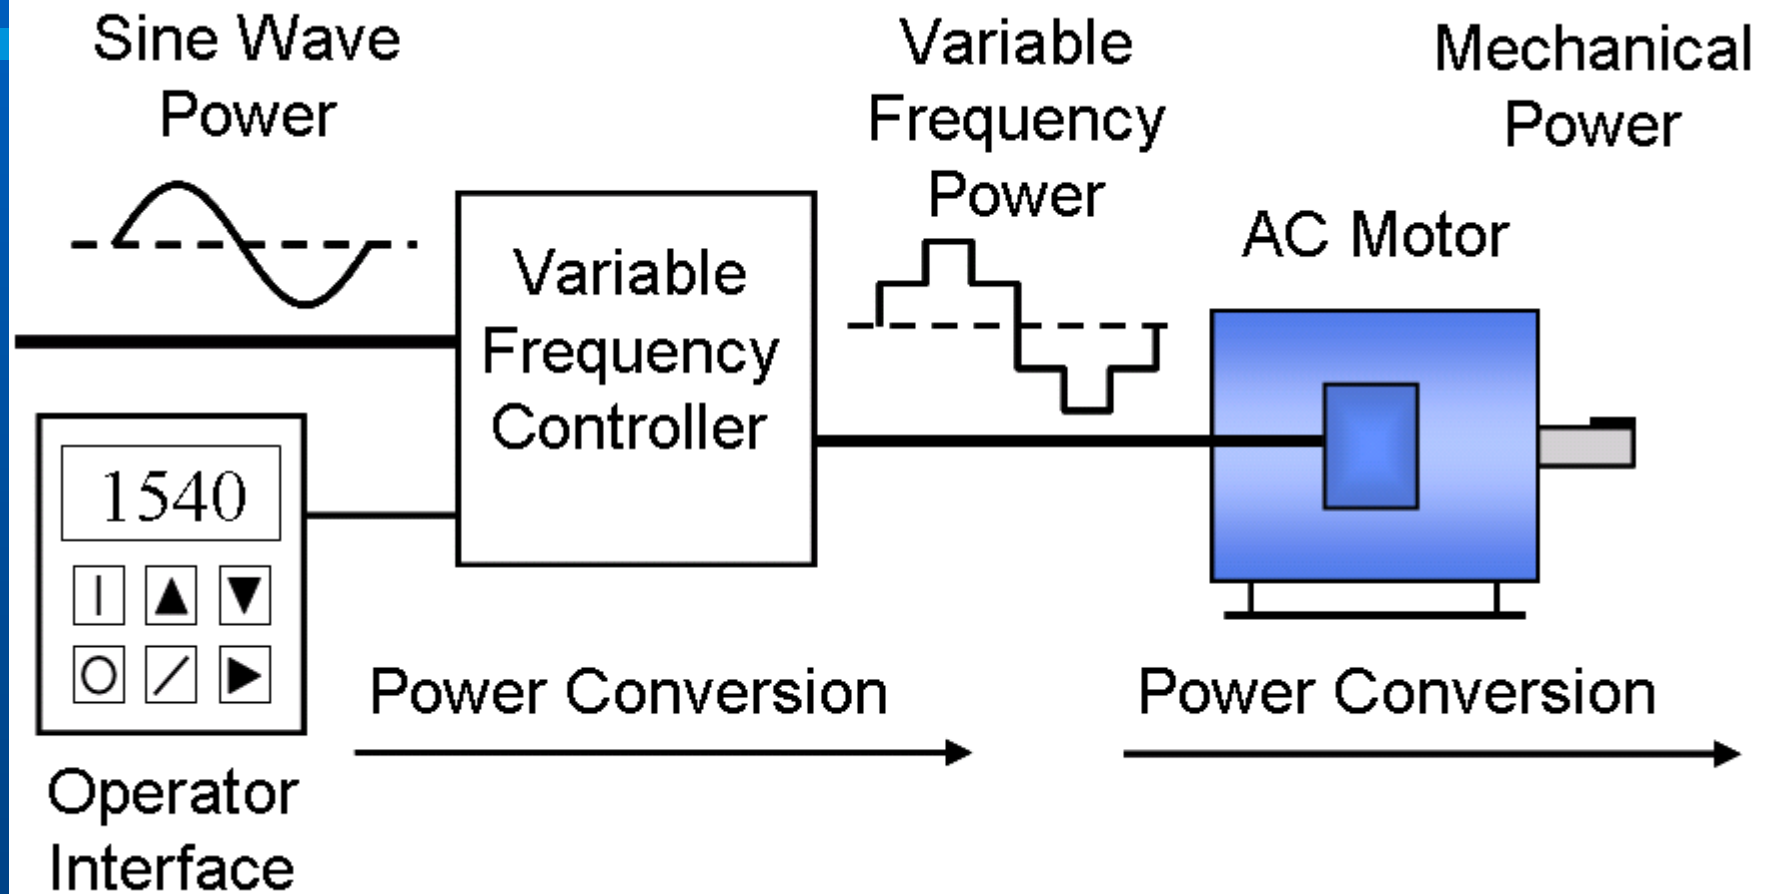 Sine Wave
Power
Variable
Frequency
Power
Mechanical
Power
AC Motor
Variable
Frequency
Controller
1540
Power Conversion
Power Conversion
Operator
Interface